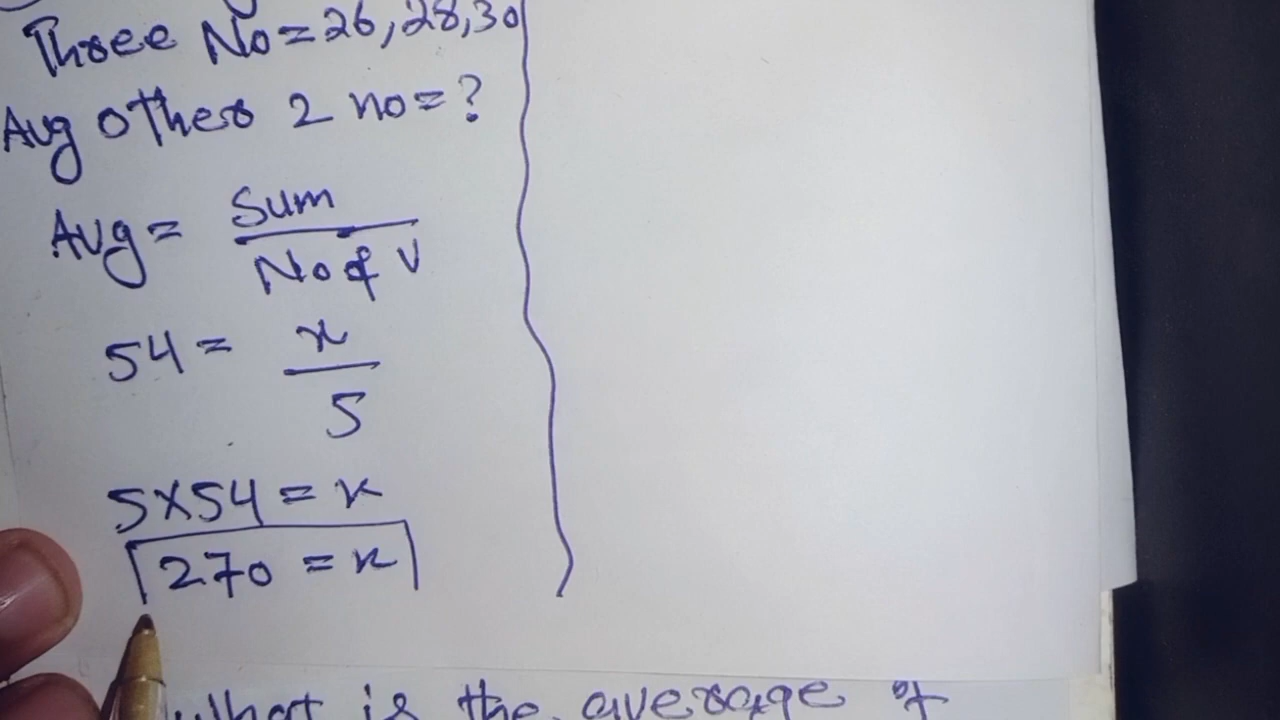 Three No=26,28,30
Avg other 2 no=?
Avg= Sum
No of V
54= x
5
5x54=x
270=x
What is the average of